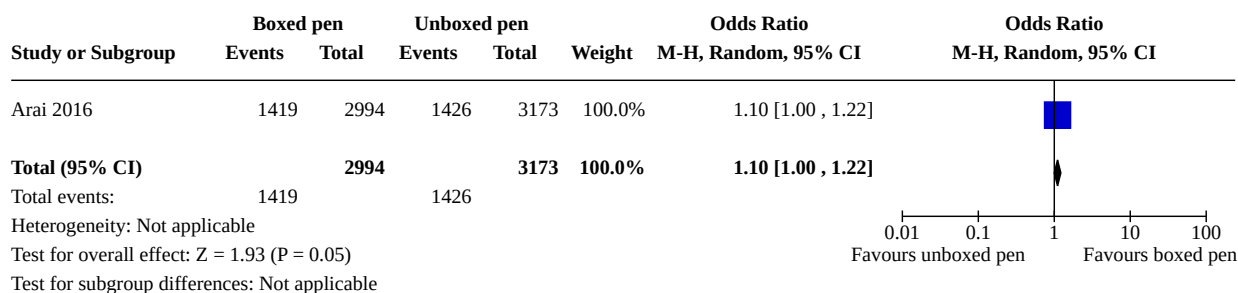 Boxed pen Unboxed pen Odds Ratio Odds Ratio
Study or Subgroup Events Total Events Total Weight M-H, Random, 95% CI M-H, Random, 95% CI
Arai 2016 1419 2994 1426 3173 100.0% 1.10 [1.00 , 1.22]
Total (95% CI) 2994 3173 100.0% 1.10 [1.00 , 1.22]
Total events: 1419 1426
Heterogeneity: Not applicable
0.01 0.1 1 10 100
Test for overall effect: Z = 1.93 (P = 0.05) Favours unboxed pen Favours boxed pen
Test for subgroup differences: Not applicable